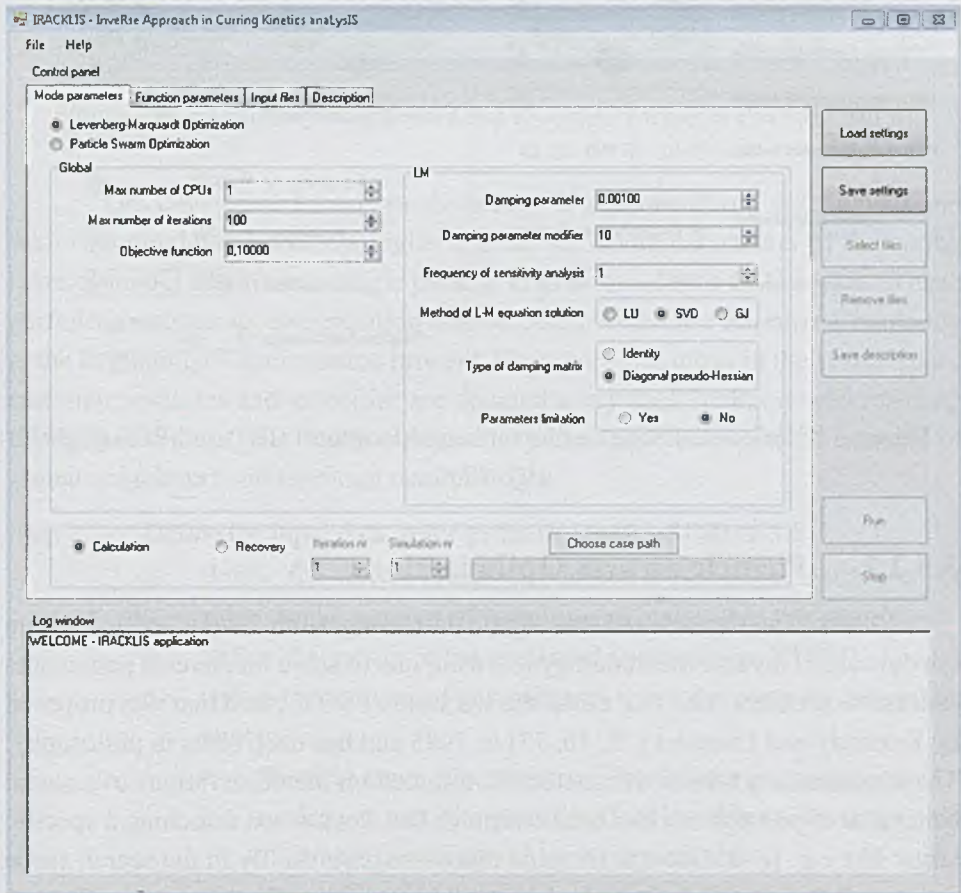 IRACKLIS - InveRse Approach in Curring Kinetics anaLysIS
File Help
Control panel
Mode parameters Function parameters Input files Description
Levenberg-Marquardt Optimization
Particle Swarm Optimization
Global
Max number of CPUs 1
Max number of iterations 100
Objective function 0,10000
LM
Damping parameter 0,00100
Damping parameter modifier 10
Frequency of sensitivity analysis 1
Method of L-M equation solution LU SVD GJ
Type of damping matrix Identity
Diagonal pseudo-Hessian
Parameters limitation Yes No
Calculation Recovery Iteration nr Simulation nr Choose case path
1 1
Load settings
Save settings
Select files
Remove files
Save description
Run
Stop
Log window
WELCOME - IRACKLIS application